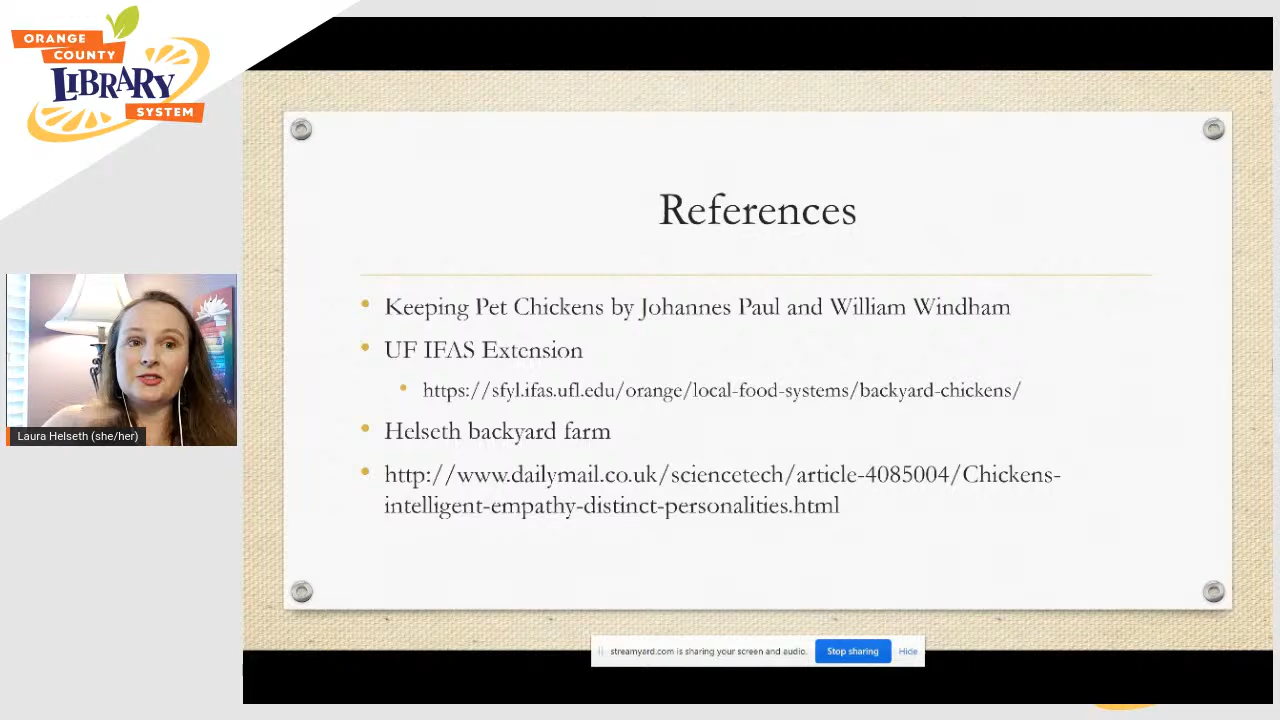 ORANGE
COUNTY
LIBRARY
SYSTEM
References
Keeping Pet Chickens by Johannes Paul and William Windham
UF IFAS Extension
https://sfyl.ifas.ufl.edu/orange/local-food-systems/backyard-chickens/
Helseth backyard farm
http://www.dailymail.co.uk/sciencetech/article-4085004/Chickens-
intelligent-empathy-distinct-personalities.html
Laura Helseth (she/her)
streamyard.com is sharing your screen and audio. Stop sharing Hide